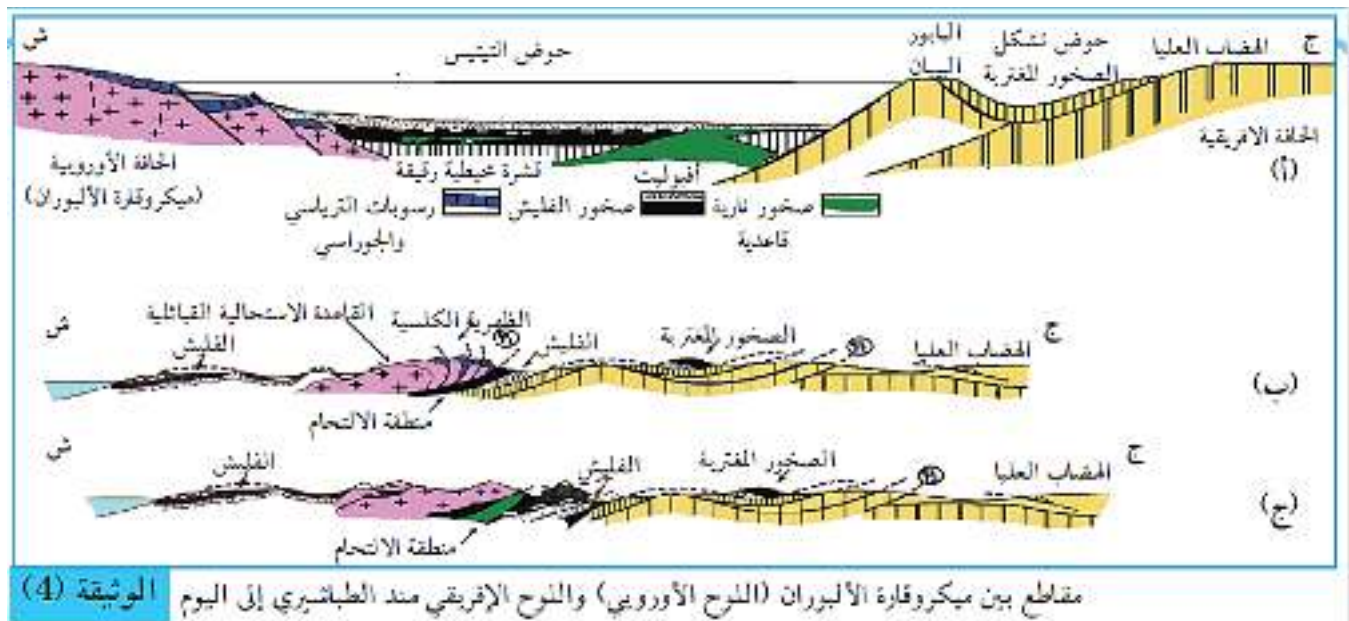 ش
حوض التيتيس
البابور
البيبان
حوض تشكل
الصخور المغتربة
الهضاب العليا
ج
الحافة الإفريقية
(أ)
الحافة الأوروبية
(ميكروقارة الألبوران)
قشرة محيطية رقيقة
أفيوليت
رسوبات الترياسي
والجوراسي
صخور الفليش
صخور نارية
قاعدية
القاعدة الاستحالية القبائلية
الظهرية الكلسية
ش
الفليش
الفليش
الصخور المغتربة
الهضاب العليا
ج
(ب)
منطقة الالتحام
ش
الفليش
الفليش
الصخور المغتربة
الهضاب العليا
ج
(ج)
منطقة الالتحام
مقاطع بين ميكروقارة الألبوران (اللوح الأوروبي) واللوح الإفريقي منذ الطباشيري إلى اليوم
الوثيقة (4)